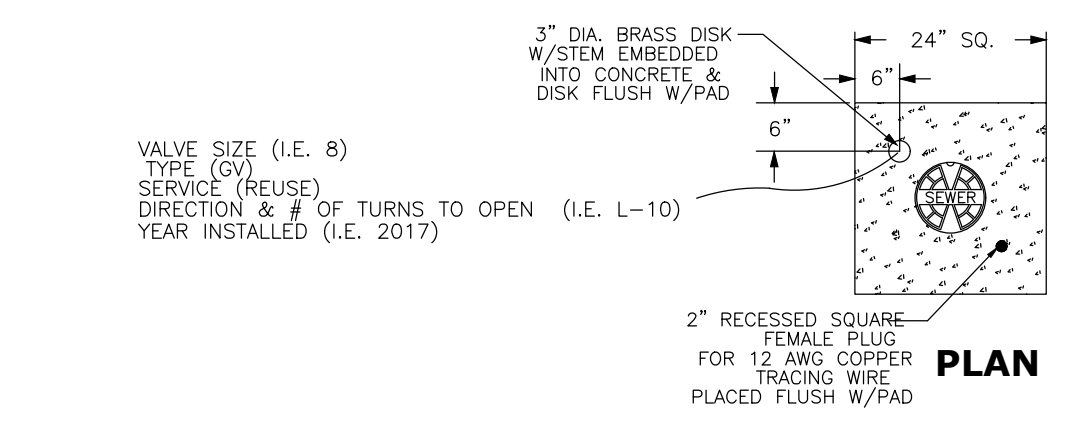 3" DIA. BRASS DISK
W/STEM EMBEDDED
INTO CONCRETE &
DISK FLUSH W/PAD
24" SQ.
6"
6"
VALVE SIZE (I.E. 8)
TYPE (GV)
SERVICE (REUSE)
DIRECTION & # OF TURNS TO OPEN (I.E. L-10)
YEAR INSTALLED (I.E. 2017)
SEWER
2" RECESSED SQUARE
FEMALE PLUG
FOR 12 AWG COPPER
TRACING WIRE
PLACED FLUSH W/PAD
PLAN